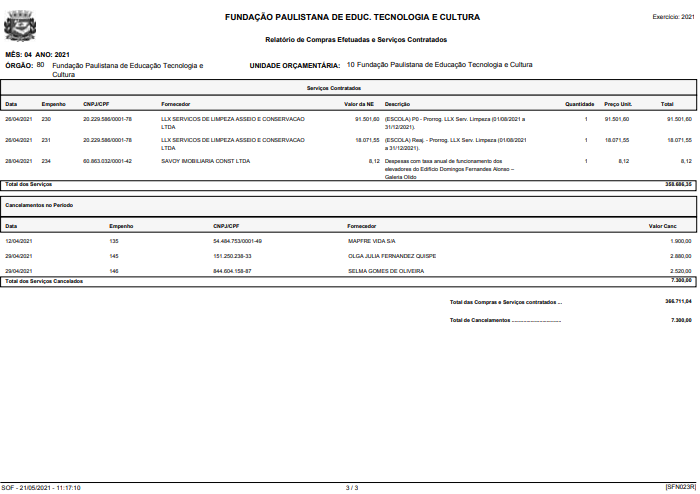 FUNDAÇÃO PAULISTANA DE EDUC. TECNOLOGIA E CULTURA
Exercício: 2021
Relatório de Compras Efetuadas e Serviços Contratados
MÊS: 04 ANO: 2021
ÓRGÃO: 80 Fundação Paulistana de Educação Tecnologia e Cultura
UNIDADE ORÇAMENTÁRIA: 10 Fundação Paulistana de Educação Tecnologia e Cultura
Serviços Contratados
Data Empenho CNPJ/CPF Fornecedor Valor da NE Descrição Quantidade Preço Unit. Total
26/04/2021 230 20.229.586/0001-78 LLX SERVICOS DE LIMPEZA ASSEIO E CONSERVACAO LTDA 91.501,60 (ESCOLA) P0 - Prorrog. LLX Serv. Limpeza (01/08/2021 a 31/12/2021). 1 91.501,60 91.501,60
26/04/2021 231 20.229.586/0001-78 LLX SERVICOS DE LIMPEZA ASSEIO E CONSERVACAO LTDA 18.071,55 (ESCOLA) Reaj. - Prorrog. LLX Serv. Limpeza (01/08/2021 a 31/12/2021). 1 18.071,55 18.071,55
28/04/2021 234 60.863.032/0001-42 SAVOY IMOBILIARIA CONST LTDA 8,12 Despesas com taxa anual de funcionamento dos elevadores do Edifício Domingos Fernandes Alonso – Galeria Olido 1 8,12 8,12
Total dos Serviços 358.686,35
Cancelamentos no Período
Data Empenho CNPJ/CPF Fornecedor Valor Canc
12/04/2021 135 54.484.753/0001-49 MAPFRE VIDA S/A 1.900,00
29/04/2021 145 151.250.238-33 OLGA JULIA FERNANDEZ QUISPE 2.880,00
29/04/2021 146 844.604.158-87 SELMA GOMES DE OLIVEIRA 2.520,00
Total dos Serviços Cancelados 7.300,00
Total das Compras e Serviços contratados ... 366.711,04
Total de Cancelamentos .................................. 7.300,00
SOF - 21/05/2021 - 11:17:10
3 / 3
[SFN023R]